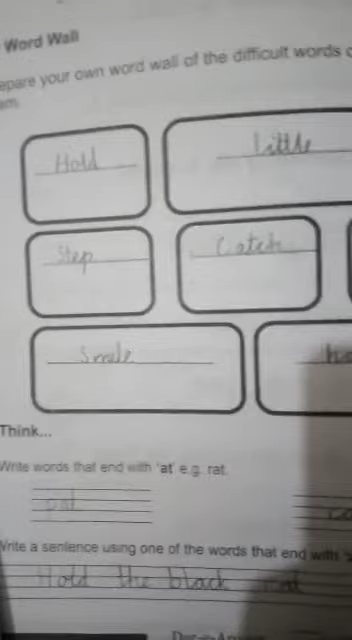 Word Wall
epare your own word wall of the difficult words
em.
Hold little
Step Catch
Smile
Think...
Write words that end with 'at' e.g. rat.
Write a sentence using one of the words that end with
Hold the black